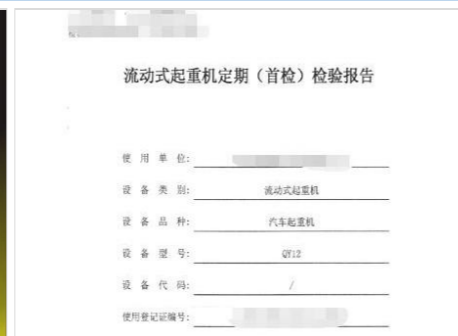 流动式起重机定期（首检）检验报告
使用单位:
设备类别: 流动式起重机
设备品种: 汽车起重机
设备型号: QY12
设备代码: /
使用登记证编号: